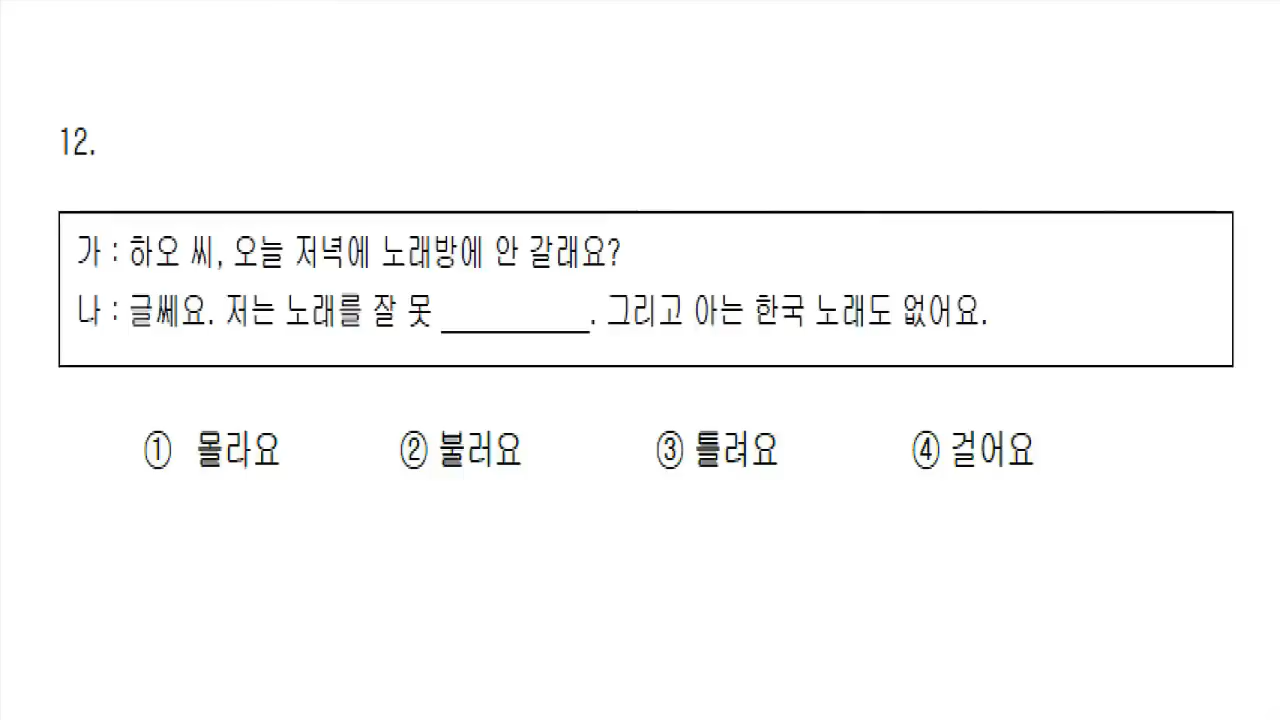 12.
가 : 하오 씨, 오늘 저녁에 노래방에 안 갈래요?
나 : 글쎄요. 저는 노래를 잘 못 __________. 그리고 아는 한국 노래도 없어요.
① 몰라요 ② 불러요 ③ 틀려요 ④ 걸어요